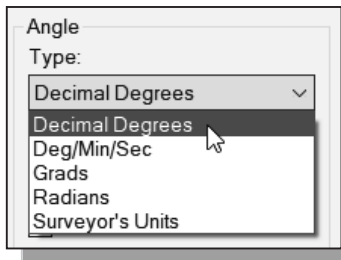 Angle
Type:
Decimal Degrees
Decimal Degrees
Deg/Min/Sec
Grads
Radians
Surveyor's Units